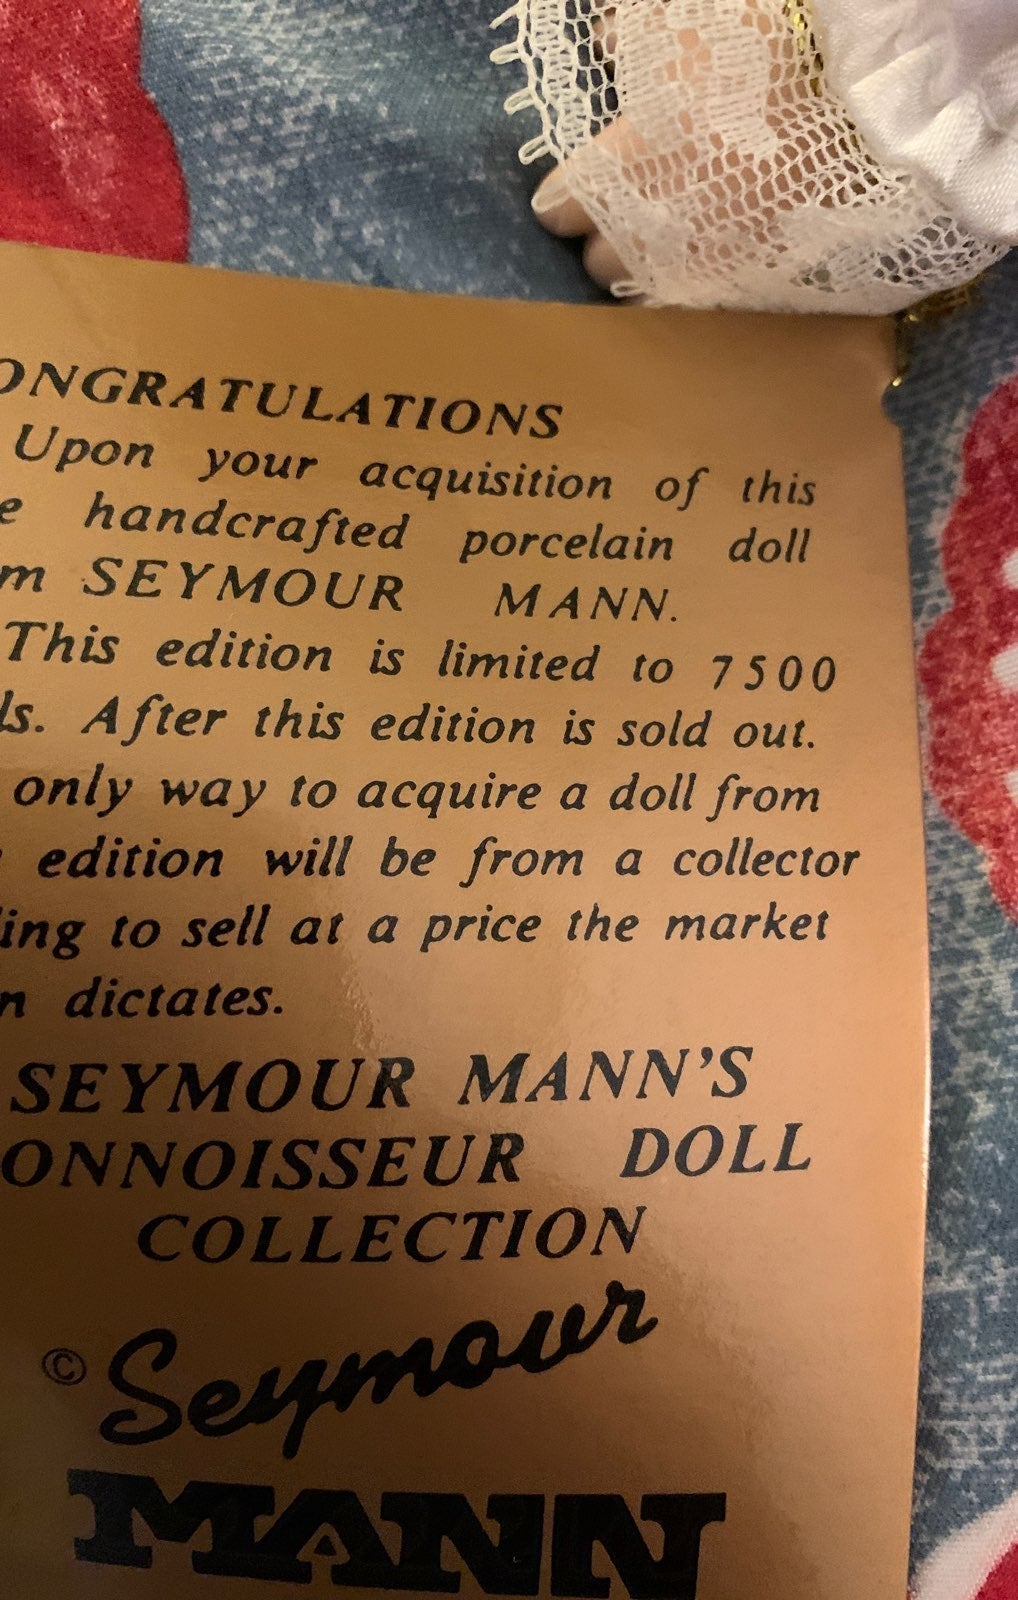 ONGRATULATIONS
Upon your acquisition of this
e handcrafted porcelain doll
m SEYMOUR MANN.
This edition is limited to 7500
ls. After this edition is sold out.
only way to acquire a doll from
edition will be from a collector
ling to sell at a price the market
n dictates.
SEYMOUR MANN'S
ONNOISSEUR DOLL
COLLECTION
© Seymour
MANN